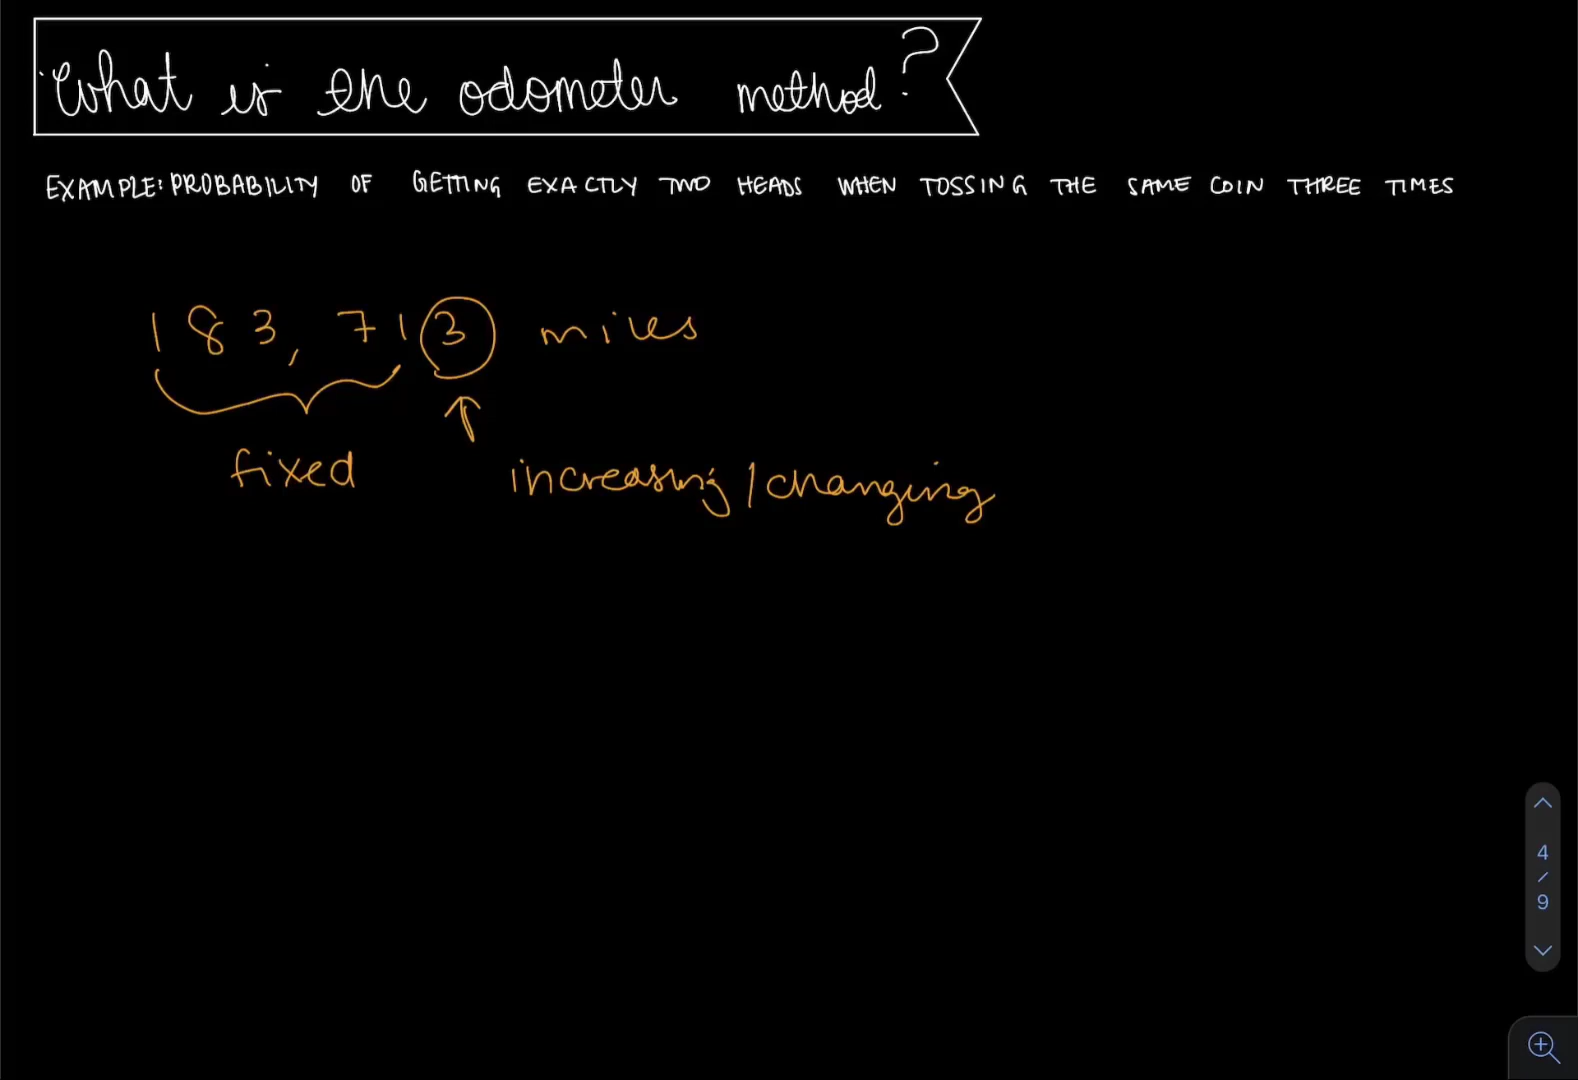 What is the odometer method?
EXAMPLE: PROBABILITY OF GETTING EXACTLY TWO HEADS WHEN TOSSING THE SAME COIN THREE TIMES
183,713 miles
fixed
increasing/changing
4
/
9